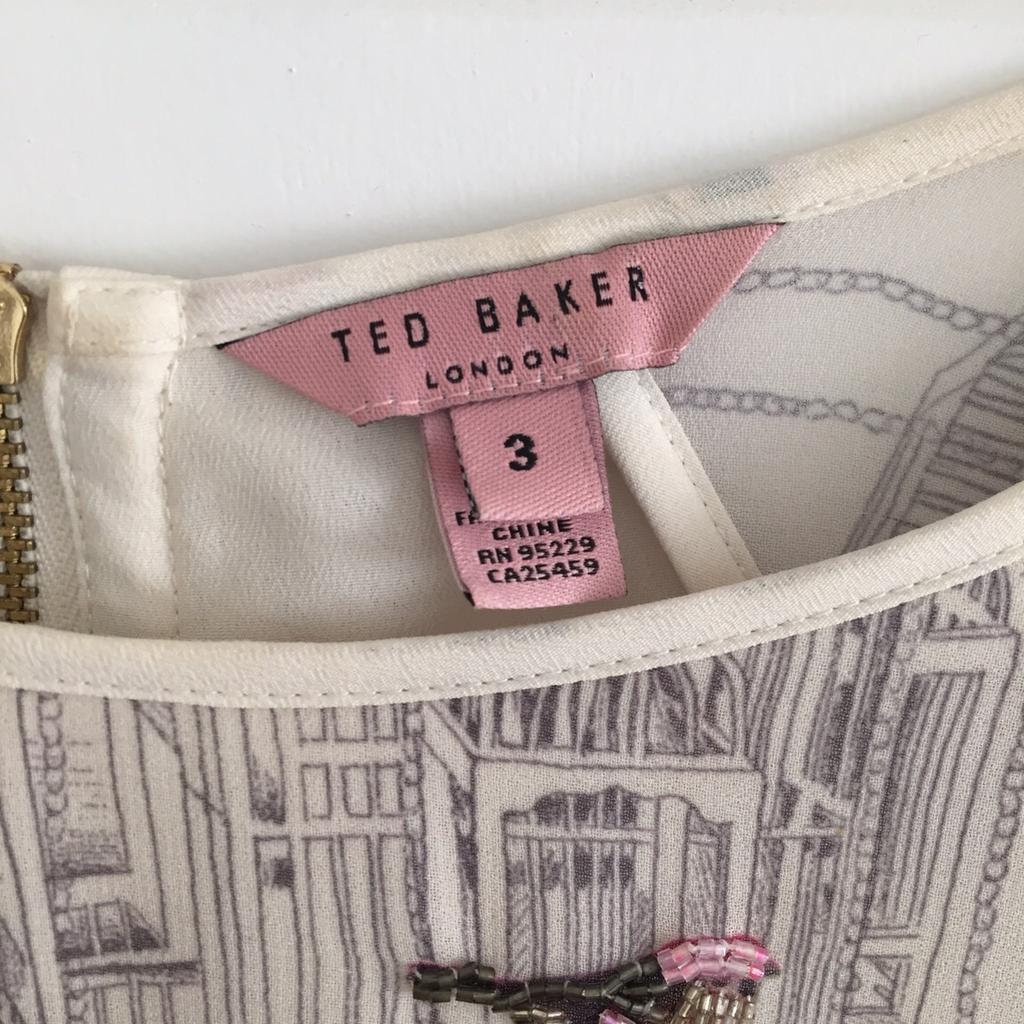 TED BAKER
LONDON
3
CHINE
RN 95229
CA25459